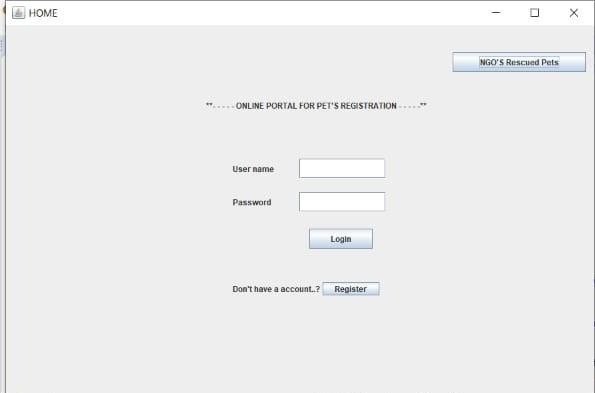 HOME
NGO'S Rescued Pets
**- - - - - ONLINE PORTAL FOR PET'S REGISTRATION - - - - -**
User name
Password
Login
Don't have a account..? Register